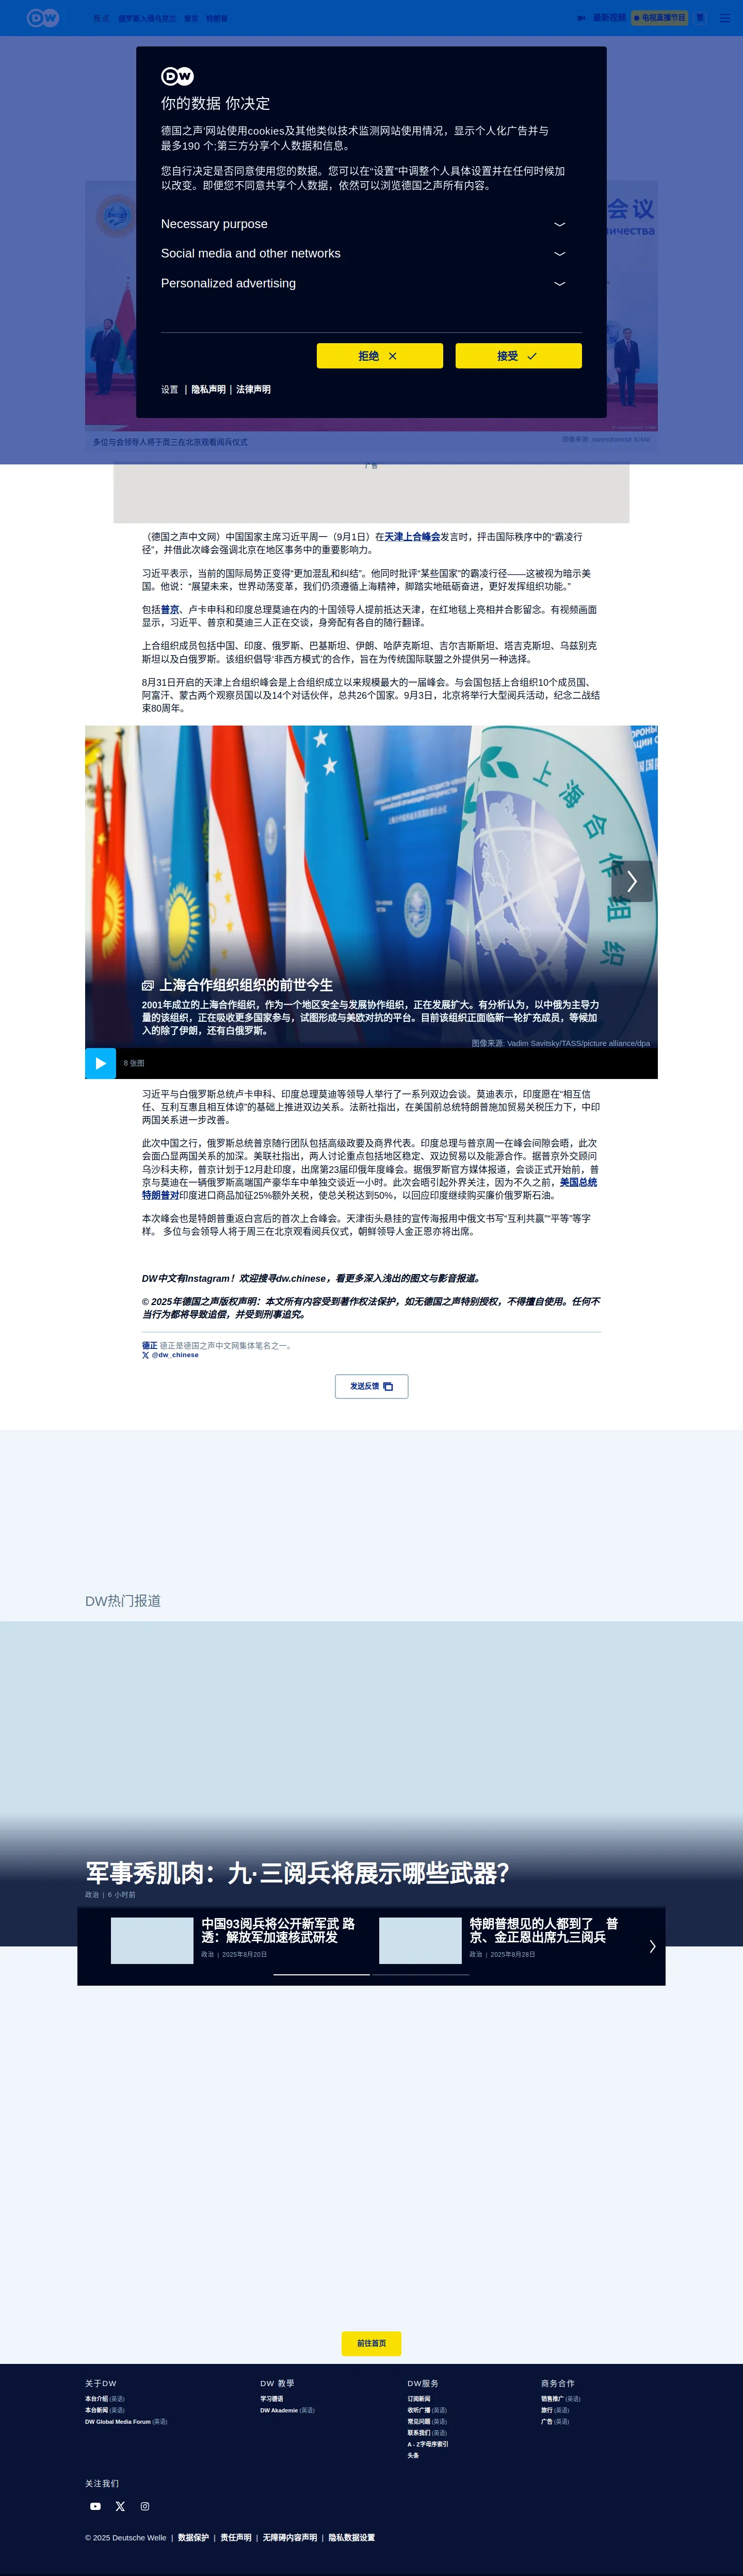 DW
焦点
俄罗斯入侵乌克兰
普京
特朗普
最新视频
电视直播节目
繁
DW
你的数据 你决定
德国之声'网站使用cookies及其他类似技术监测网站使用情况，显示个人化广告并与
最多190 个;第三方分享个人数据和信息。
您自行决定是否同意使用您的数据。您可以在“设置”中调整个人具体设置并在任何时候加
以改变。即便您不同意共享个人数据，依然可以浏览德国之声所有内容。
Necessary purpose
Social media and other networks
Personalized advertising
拒绝
接受
设置 | 隐私声明 | 法律声明
会议
多位与会领导人将于周三在北京观看阅兵仪式
广告
（德国之声中文网）中国国家主席习近平周一（9月1日）在天津上合峰会发言时，抨击国际秩序中的“霸凌行
径”，并借此次峰会强调北京在地区事务中的重要影响力。
习近平表示，当前的国际局势正变得“更加混乱和纠结”。他同时批评“某些国家”的霸凌行径——这被视为暗示美
国。他说：“展望未来，世界动荡变革，我们仍须遵循上海精神，脚踏实地砥砺奋进，更好发挥组织功能。”
包括普京、卢卡申科和印度总理莫迪在内的十国领导人提前抵达天津，在红地毯上亮相并合影留念。有视频画面
显示，习近平、普京和莫迪三人正在交谈，身旁配有各自的随行翻译。
上合组织成员包括中国、印度、俄罗斯、巴基斯坦、伊朗、哈萨克斯坦、吉尔吉斯斯坦、塔吉克斯坦、乌兹别克
斯坦以及白俄罗斯。该组织倡导‘非西方模式’的合作，旨在为传统国际联盟之外提供另一种选择。
8月31日开启的天津上合组织峰会是上合组织成立以来规模最大的一届峰会。与会国包括上合组织10个成员国、
阿富汗、蒙古两个观察员国以及14个对话伙伴，总共26个国家。9月3日，北京将举行大型阅兵活动，纪念二战结
束80周年。
上海合作组织
上海合作组织组织的前世今生
2001年成立的上海合作组织，作为一个地区安全与发展协作组织，正在发展扩大。有分析认为，以中俄为主导力
量的该组织，正在吸收更多国家参与，试图形成与美欧对抗的平台。目前该组织正面临新一轮扩充成员，等候加
入的除了伊朗，还有白俄罗斯。
图像来源: Vadim Savitsky/TASS/picture alliance/dpa
8 张图
习近平与白俄罗斯总统卢卡申科、印度总理莫迪等领导人举行了一系列双边会谈。莫迪表示，印度愿在“相互信
任、互利互惠且相互体谅”的基础上推进双边关系。法新社指出，在美国前总统特朗普施加贸易关税压力下，中印
两国关系进一步改善。
此次中国之行，俄罗斯总统普京随行团队包括高级政要及商界代表。印度总理与普京周一在峰会间隙会晤，此次
会面凸显两国关系的加深。美联社指出，两人讨论重点包括地区稳定、双边贸易以及能源合作。据普京外交顾问
乌沙科夫称，普京计划于12月赴印度，出席第23届印俄年度峰会。据俄罗斯官方媒体报道，会谈正式开始前，普
京与莫迪在一辆俄罗斯高端国产豪华车中单独交谈近一小时。此次会晤引起外界关注，因为不久之前，美国总统
特朗普对印度进口商品加征25%额外关税，使总关税达到50%，以回应印度继续购买廉价俄罗斯石油。
本次峰会也是特朗普重返白宫后的首次上合峰会。天津街头悬挂的宣传海报用中俄文书写“互利共赢”“平等”等字
样。 多位与会领导人将于周三在北京观看阅兵仪式，朝鲜领导人金正恩亦将出席。
DW中文有Instagram！欢迎搜寻dw.chinese，看更多深入浅出的图文与影音报道。
© 2025年德国之声版权声明：本文所有内容受到著作权法保护，如无德国之声特别授权，不得擅自使用。任何不
当行为都将导致追偿，并受到刑事追究。
德正 德正是德国之声中文网集体笔名之一。
@dw_chinese
发送反馈
DW热门报道
军事秀肌肉：九·三阅兵将展示哪些武器？
政治 | 6 小时前
中国93阅兵将公开新军武 路
透：解放军加速核武研发
政治 | 2025年8月20日
特朗普想见的人都到了　普
京、金正恩出席九三阅兵
政治 | 2025年8月28日
前往首页
关于DW
本台介绍 (英语)
本台新闻 (英语)
DW Global Media Forum (英语)
DW 教學
学习德语
DW Akademie (英语)
DW服务
订阅新闻
收听广播 (英语)
常见问题 (英语)
联系我们 (英语)
A - Z字母序索引
头条
商务合作
销售推广 (英语)
旅行 (英语)
广告 (英语)
关注我们
© 2025 Deutsche Welle | 数据保护 | 责任声明 | 无障碍内容声明 | 隐私数据设置